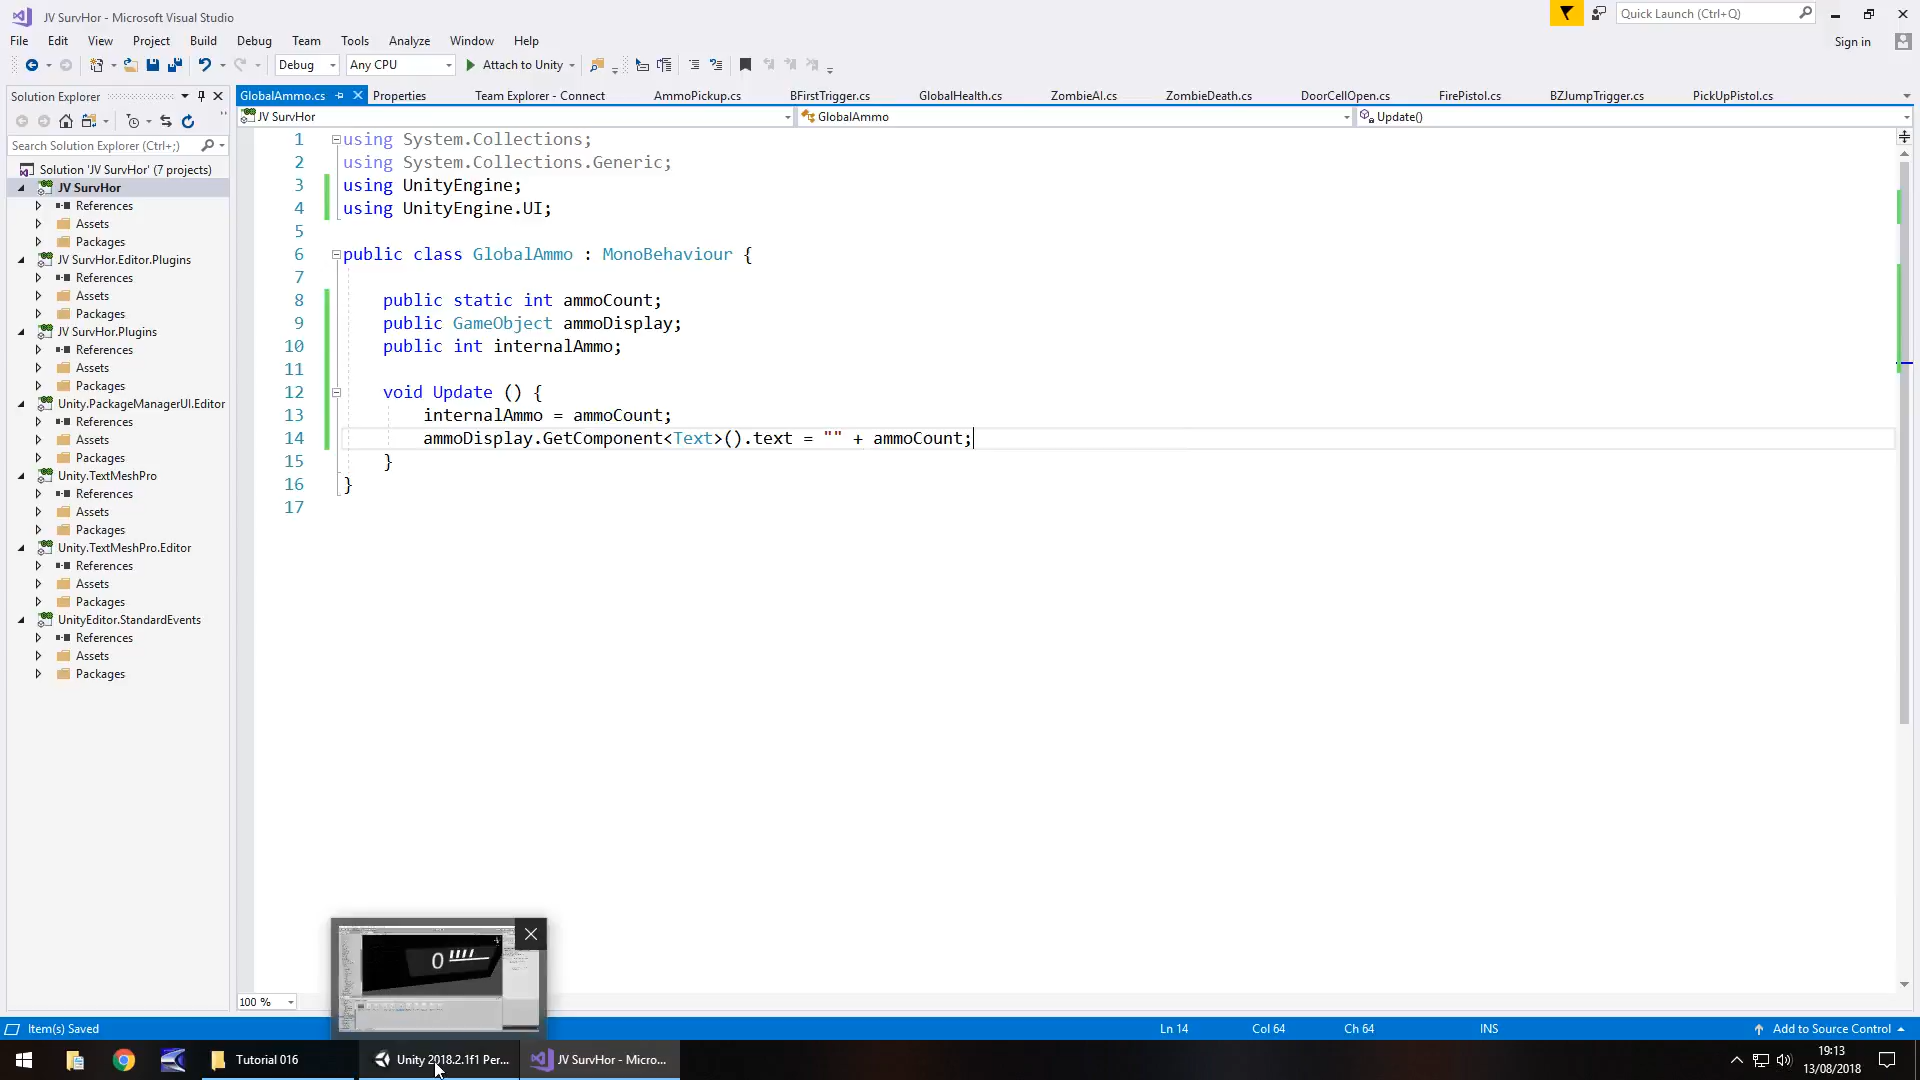 JV SurvHor - Microsoft Visual Studio
Quick Launch (Ctrl+Q)
File Edit View Project Build Debug Team Tools Analyze Window Help
Sign in
Debug Any CPU Attach to Unity
Solution Explorer
GlobalAmmo.cs Properties Team Explorer - Connect AmmoPickup.cs BFirstTrigger.cs GlobalHealth.cs ZombieAI.cs ZombieDeath.cs DoorCellOpen.cs FirePistol.cs BZJumpTrigger.cs PickUpPistol.cs
JV SurvHor GlobalAmmo Update()
Search Solution Explorer (Ctrl+;)
Solution 'JV SurvHor' (7 projects)
JV SurvHor
References
Assets
Packages
JV SurvHor.Editor.Plugins
References
Assets
Packages
JV SurvHor.Plugins
References
Assets
Packages
Unity.PackageManagerUI.Editor
References
Assets
Packages
Unity.TextMeshPro
References
Assets
Packages
Unity.TextMeshPro.Editor
References
Assets
Packages
UnityEditor.StandardEvents
References
Assets
Packages
1 using System.Collections;
2 using System.Collections.Generic;
3 using UnityEngine;
4 using UnityEngine.UI;
5
6 public class GlobalAmmo : MonoBehaviour {
7
8 public static int ammoCount;
9 public GameObject ammoDisplay;
10 public int internalAmmo;
11
12 void Update () {
13 internalAmmo = ammoCount;
14 ammoDisplay.GetComponent<Text>().text = "" + ammoCount;
15 }
16 }
17
0
100 %
Item(s) Saved Ln 14 Col 64 Ch 64 INS Add to Source Control
Tutorial 016 Unity 2018.2.1f1 Per... JV SurvHor - Micro...
19:13
13/08/2018